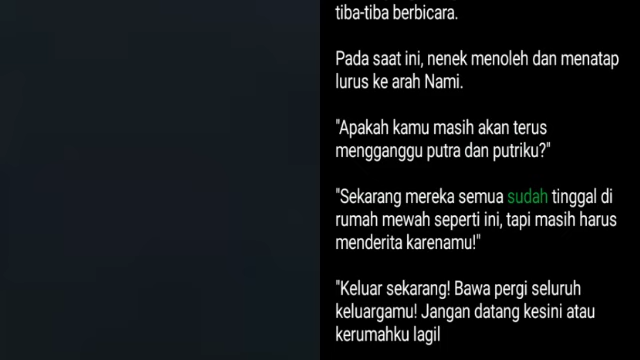 tiba-tiba berbicara.
Pada saat ini, nenek menoleh dan menatap
lurus ke arah Nami.
"Apakah kamu masih akan terus
mengganggu putra dan putriku?"
"Sekarang mereka semua sudah tinggal di
rumah mewah seperti ini, tapi masih harus
menderita karenamu!"
"Keluar sekarang! Bawa pergi seluruh
keluargamu! Jangan datang kesini atau
kerumahku lagil